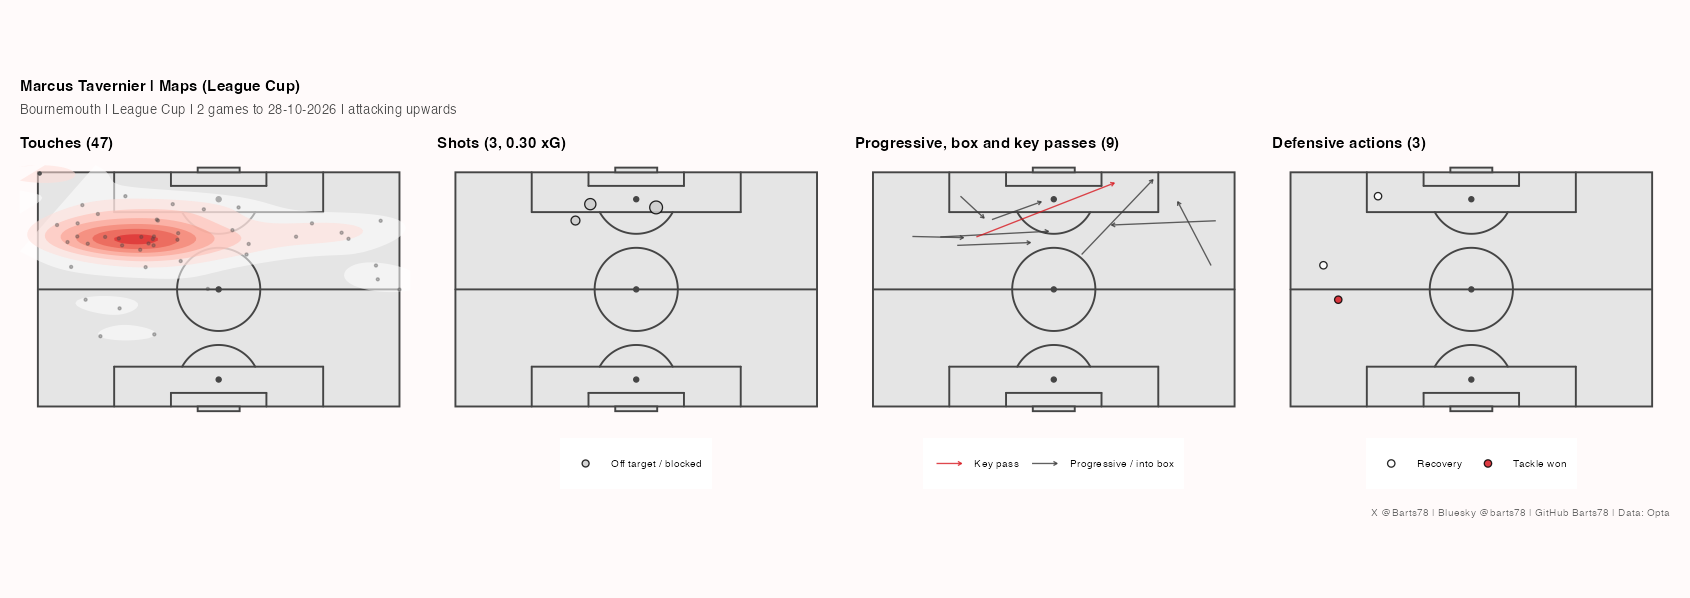 Marcus Tavernier | Maps (League Cup)
Bournemouth | League Cup | 2 games to 28-10-2026 | attacking upwards
Touches (47)
Shots (3, 0.30 xG)
Progressive, box and key passes (9)
Defensive actions (3)
Off target / blocked
Key pass
Progressive / into box
Recovery
Tackle won
X @Barts78 | Bluesky @barts78 | GitHub Barts78 | Data: Opta